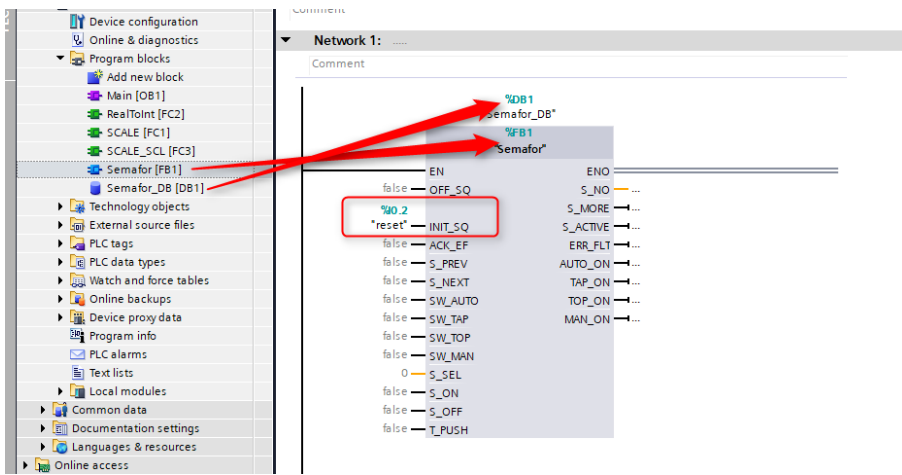 Comment
Device configuration
Online & diagnostics
Program blocks
Add new block
Main [OB1]
RealToInt [FC2]
SCALE [FC1]
SCALE_SCL [FC3]
Semafor [FB1]
Semafor_DB [DB1]
Technology objects
External source files
PLC tags
PLC data types
Watch and force tables
Online backups
Device proxy data
Program info
PLC alarms
Text lists
Local modules
Common data
Documentation settings
Languages & resources
Online access
Network 1: .....
Comment
%DB1
"Semafor_DB"
%FB1
"Semafor"
EN ENO
false OFF_SQ S_NO ...
%I0.2 S_MORE ...
"reset" INIT_SQ S_ACTIVE ...
false ACK_EF ERR_FLT ...
false S_PREV AUTO_ON ...
false S_NEXT TAP_ON ...
false SW_AUTO TOP_ON ...
false SW_TAP MAN_ON ...
false SW_TOP
false SW_MAN
0 S_SEL
false S_ON
false S_OFF
false T_PUSH